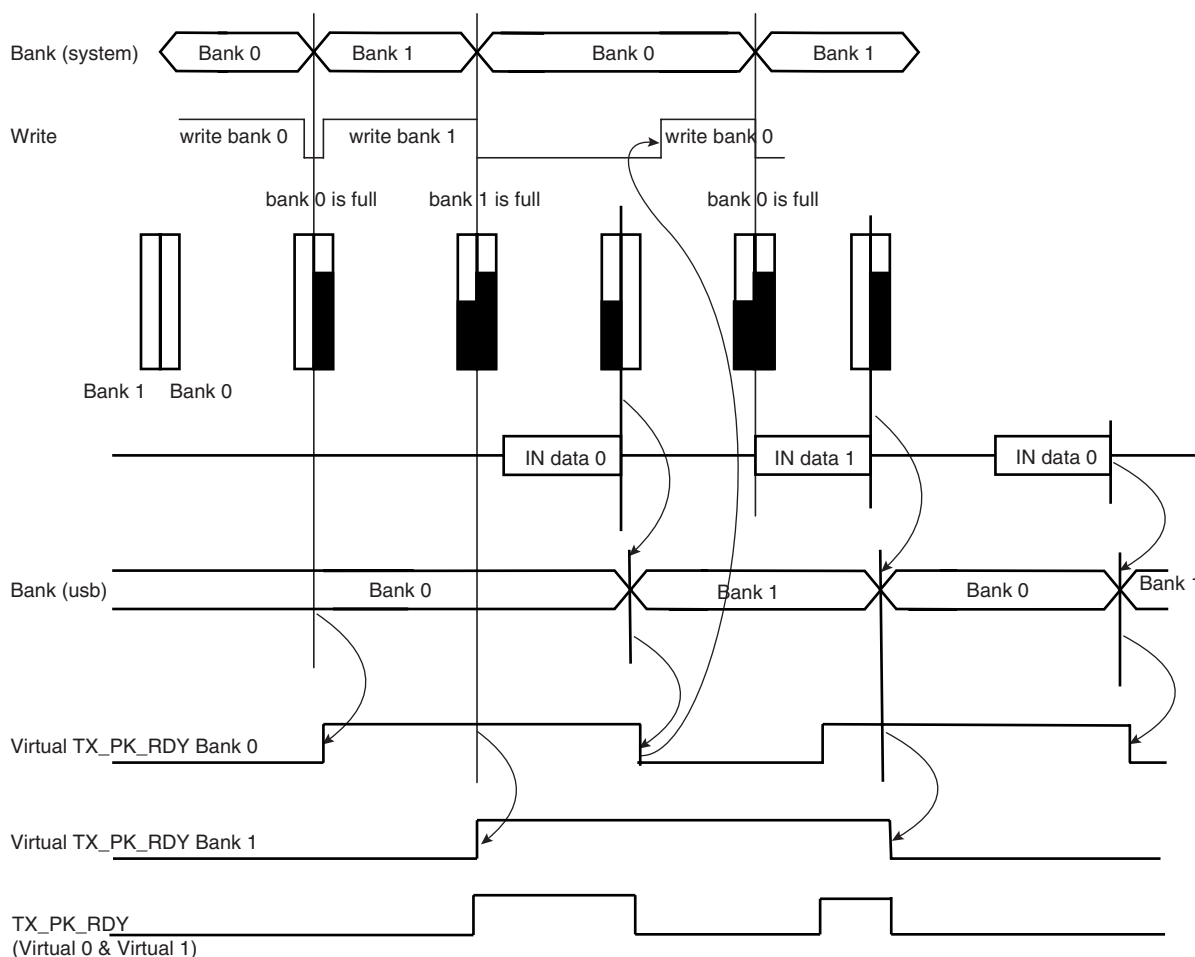 Bank (system)
Bank 0
Bank 1
Bank 0
Bank 1
Write
write bank 0
write bank 1
write bank 0
bank 0 is full
bank 1 is full
bank 0 is full
Bank 1
Bank 0
IN data 0
IN data 1
IN data 0
Bank (usb)
Bank 0
Bank 1
Bank 0
Bank 1
Virtual TX_PK_RDY Bank 0
Virtual TX_PK_RDY Bank 1
TX_PK_RDY
(Virtual 0 & Virtual 1)